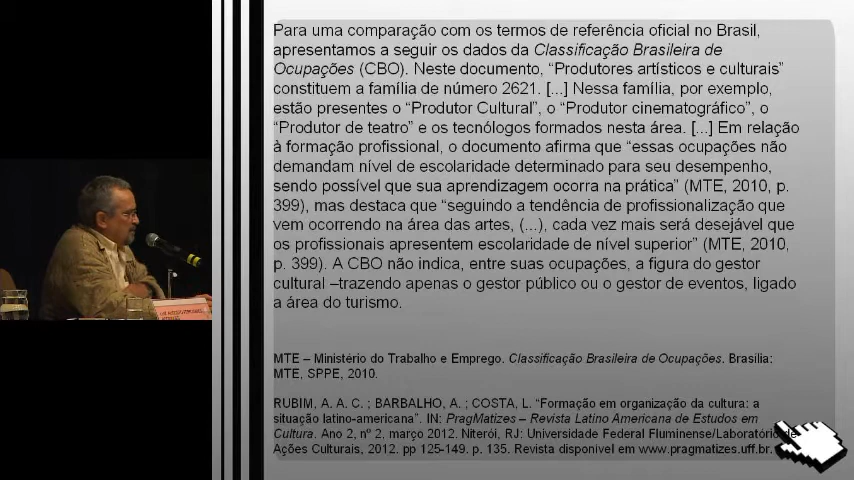 Para uma comparação com os termos de referência oficial no Brasil,
apresentamos a seguir os dados da Classificação Brasileira de
Ocupações (CBO). Neste documento, “Produtores artísticos e culturais”
constituem a família de número 2621. [...] Nessa família, por exemplo,
estão presentes o “Produtor Cultural”, o “Produtor cinematográfico”, o
“Produtor de teatro” e os tecnólogos formados nesta área. [...] Em relação
à formação profissional, o documento afirma que “essas ocupações não
demandam nível de escolaridade determinado para seu desempenho,
sendo possível que sua aprendizagem ocorra na prática” (MTE, 2010, p.
399), mas destaca que “seguindo a tendência de profissionalização que
vem ocorrendo na área das artes, (...), cada vez mais será desejável que
os profissionais apresentem escolaridade de nível superior” (MTE, 2010,
p. 399). A CBO não indica, entre suas ocupações, a figura do gestor
cultural –trazendo apenas o gestor público ou o gestor de eventos, ligado
a área do turismo.
MTE – Ministério do Trabalho e Emprego. Classificação Brasileira de Ocupações. Brasília:
MTE, SPPE, 2010.
RUBIM, A. A. C. ; BARBALHO, A. ; COSTA, L. “Formação em organização da cultura: a
situação latino-americana”. IN: PragMatizes – Revista Latino Americana de Estudos em
Cultura. Ano 2, nº 2, março 2012. Niterói, RJ: Universidade Federal Fluminense/Laboratório de
Ações Culturais, 2012. pp 125-149. p. 135. Revista disponível em www.pragmatizes.uff.br.